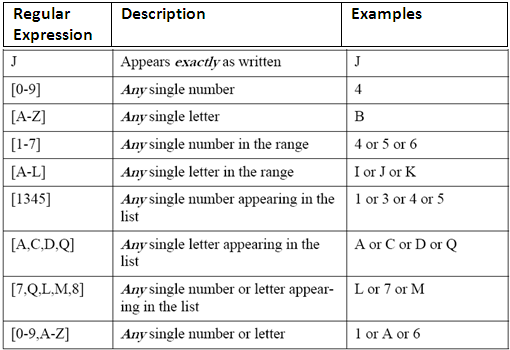 Regular Expression Description Examples
J Appears exactly as written J
[0-9] Any single number 4
[A-Z] Any single letter B
[1-7] Any single number in the range 4 or 5 or 6
[A-L] Any single letter in the range I or J or K
[1345] Any single number appearing in the list 1 or 3 or 4 or 5
[A,C,D,Q] Any single letter appearing in the list A or C or D or Q
[7,Q,L,M,8] Any single number or letter appear-
ing in the list L or 7 or M
[0-9,A-Z] Any single number or letter 1 or A or 6